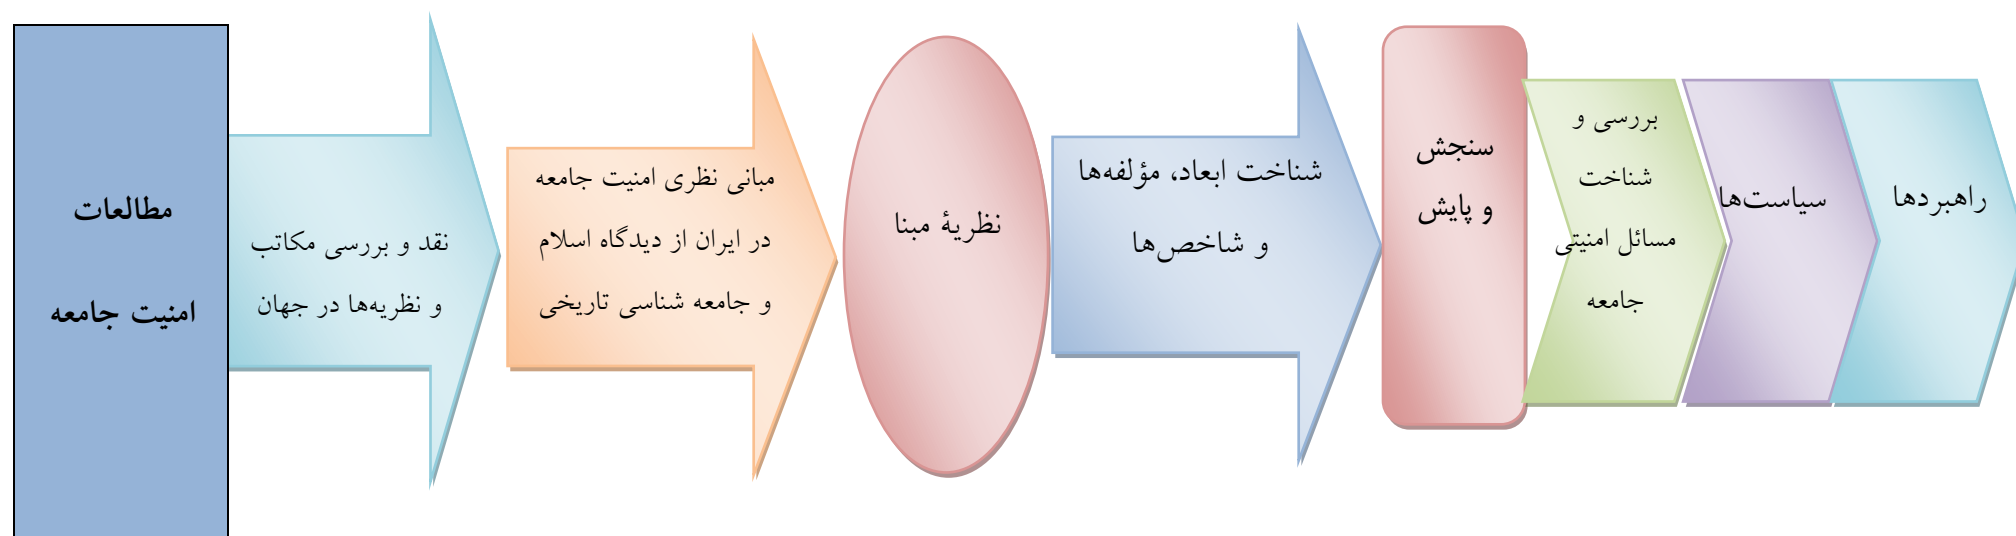 مطالعات
امنیت جامعه
نقد و بررسی مکاتب
و نظریه‌ها در جهان
مبانی نظری امنیت جامعه
در ایران از دیدگاه اسلام
و جامعه شناسی تاریخی
نظریهٔ مبنا
شناخت ابعاد، مؤلفه‌ها
و شاخص‌ها
سنجش
و پایش
بررسی و
شناخت
مسائل امنیتی
جامعه
سیاست‌ها
راهبردها